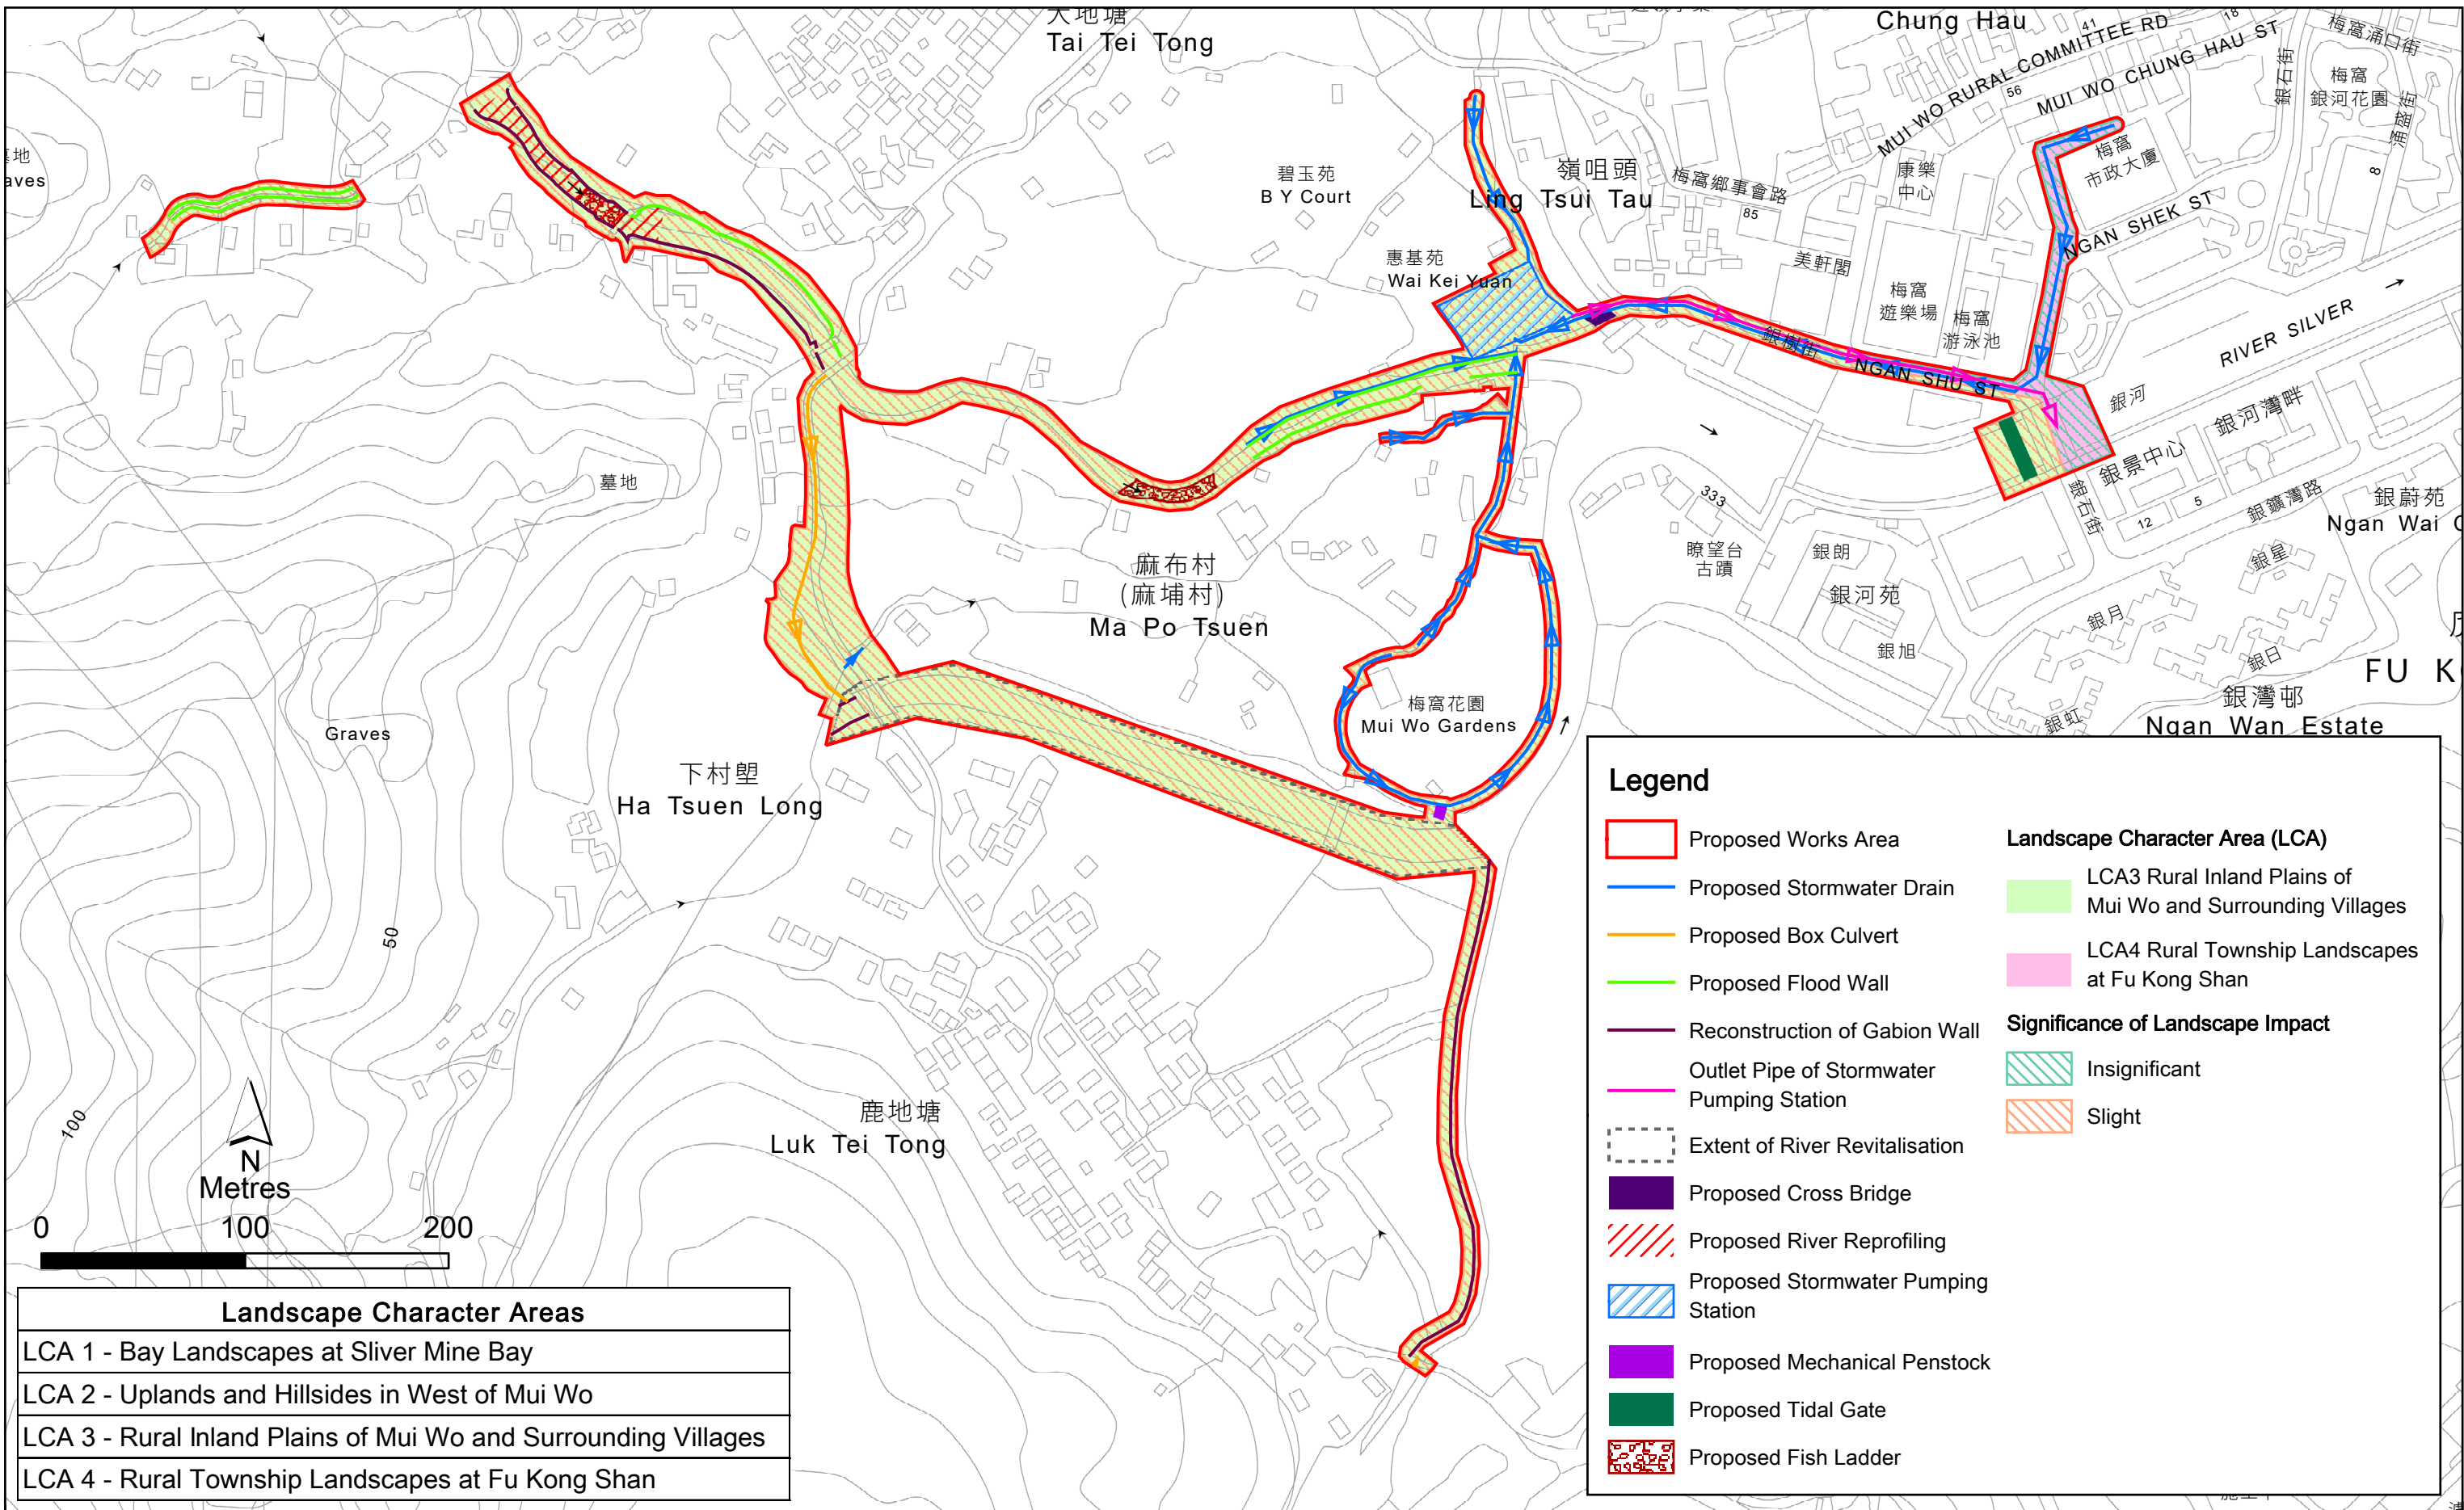 大地塘
Tai Tei Tong
Chung Hau
41
18
MUI WO RURAL COMMITTEE RD
56
MUI WO CHUNG HAU ST
銀石街
梅窩涌口街
梅窩
銀河花園
涌盛街
8
墓地
aves
碧玉苑
B Y Court
嶺咀頭
Ling Tsui Tau
梅窩鄉事會路
85
康樂
中心
梅窩
市政大廈
NGAN SHEK ST
惠基苑
Wai Kei Yuan
美軒閣
梅窩
遊樂場
梅窩
游泳池
銀樹街
NGAN SHU ST
RIVER SILVER
銀河
銀河灣畔
銀景中心
銀石街
12
5
銀鑛灣路
銀蔚苑
Ngan Wai C
墓地
333
瞭望台
古蹟
銀朗
銀河苑
銀旭
銀星
銀月
銀日
銀虹
FU K
銀灣邨
Ngan Wan Estate
麻布村
(麻埔村)
Ma Po Tsuen
梅窩花園
Mui Wo Gardens
Graves
下村塱
Ha Tsuen Long
50
100
鹿地塘
Luk Tei Tong
N
Metres
0 100 200
Landscape Character Areas
LCA 1 - Bay Landscapes at Sliver Mine Bay
LCA 2 - Uplands and Hillsides in West of Mui Wo
LCA 3 - Rural Inland Plains of Mui Wo and Surrounding Villages
LCA 4 - Rural Township Landscapes at Fu Kong Shan
Legend
Proposed Works Area
Proposed Stormwater Drain
Proposed Box Culvert
Proposed Flood Wall
Reconstruction of Gabion Wall
Outlet Pipe of Stormwater
Pumping Station
Extent of River Revitalisation
Proposed Cross Bridge
Proposed River Reprofiling
Proposed Stormwater Pumping
Station
Proposed Mechanical Penstock
Proposed Tidal Gate
Proposed Fish Ladder
Landscape Character Area (LCA)
LCA3 Rural Inland Plains of
Mui Wo and Surrounding Villages
LCA4 Rural Township Landscapes
at Fu Kong Shan
Significance of Landscape Impact
Insignificant
Slight